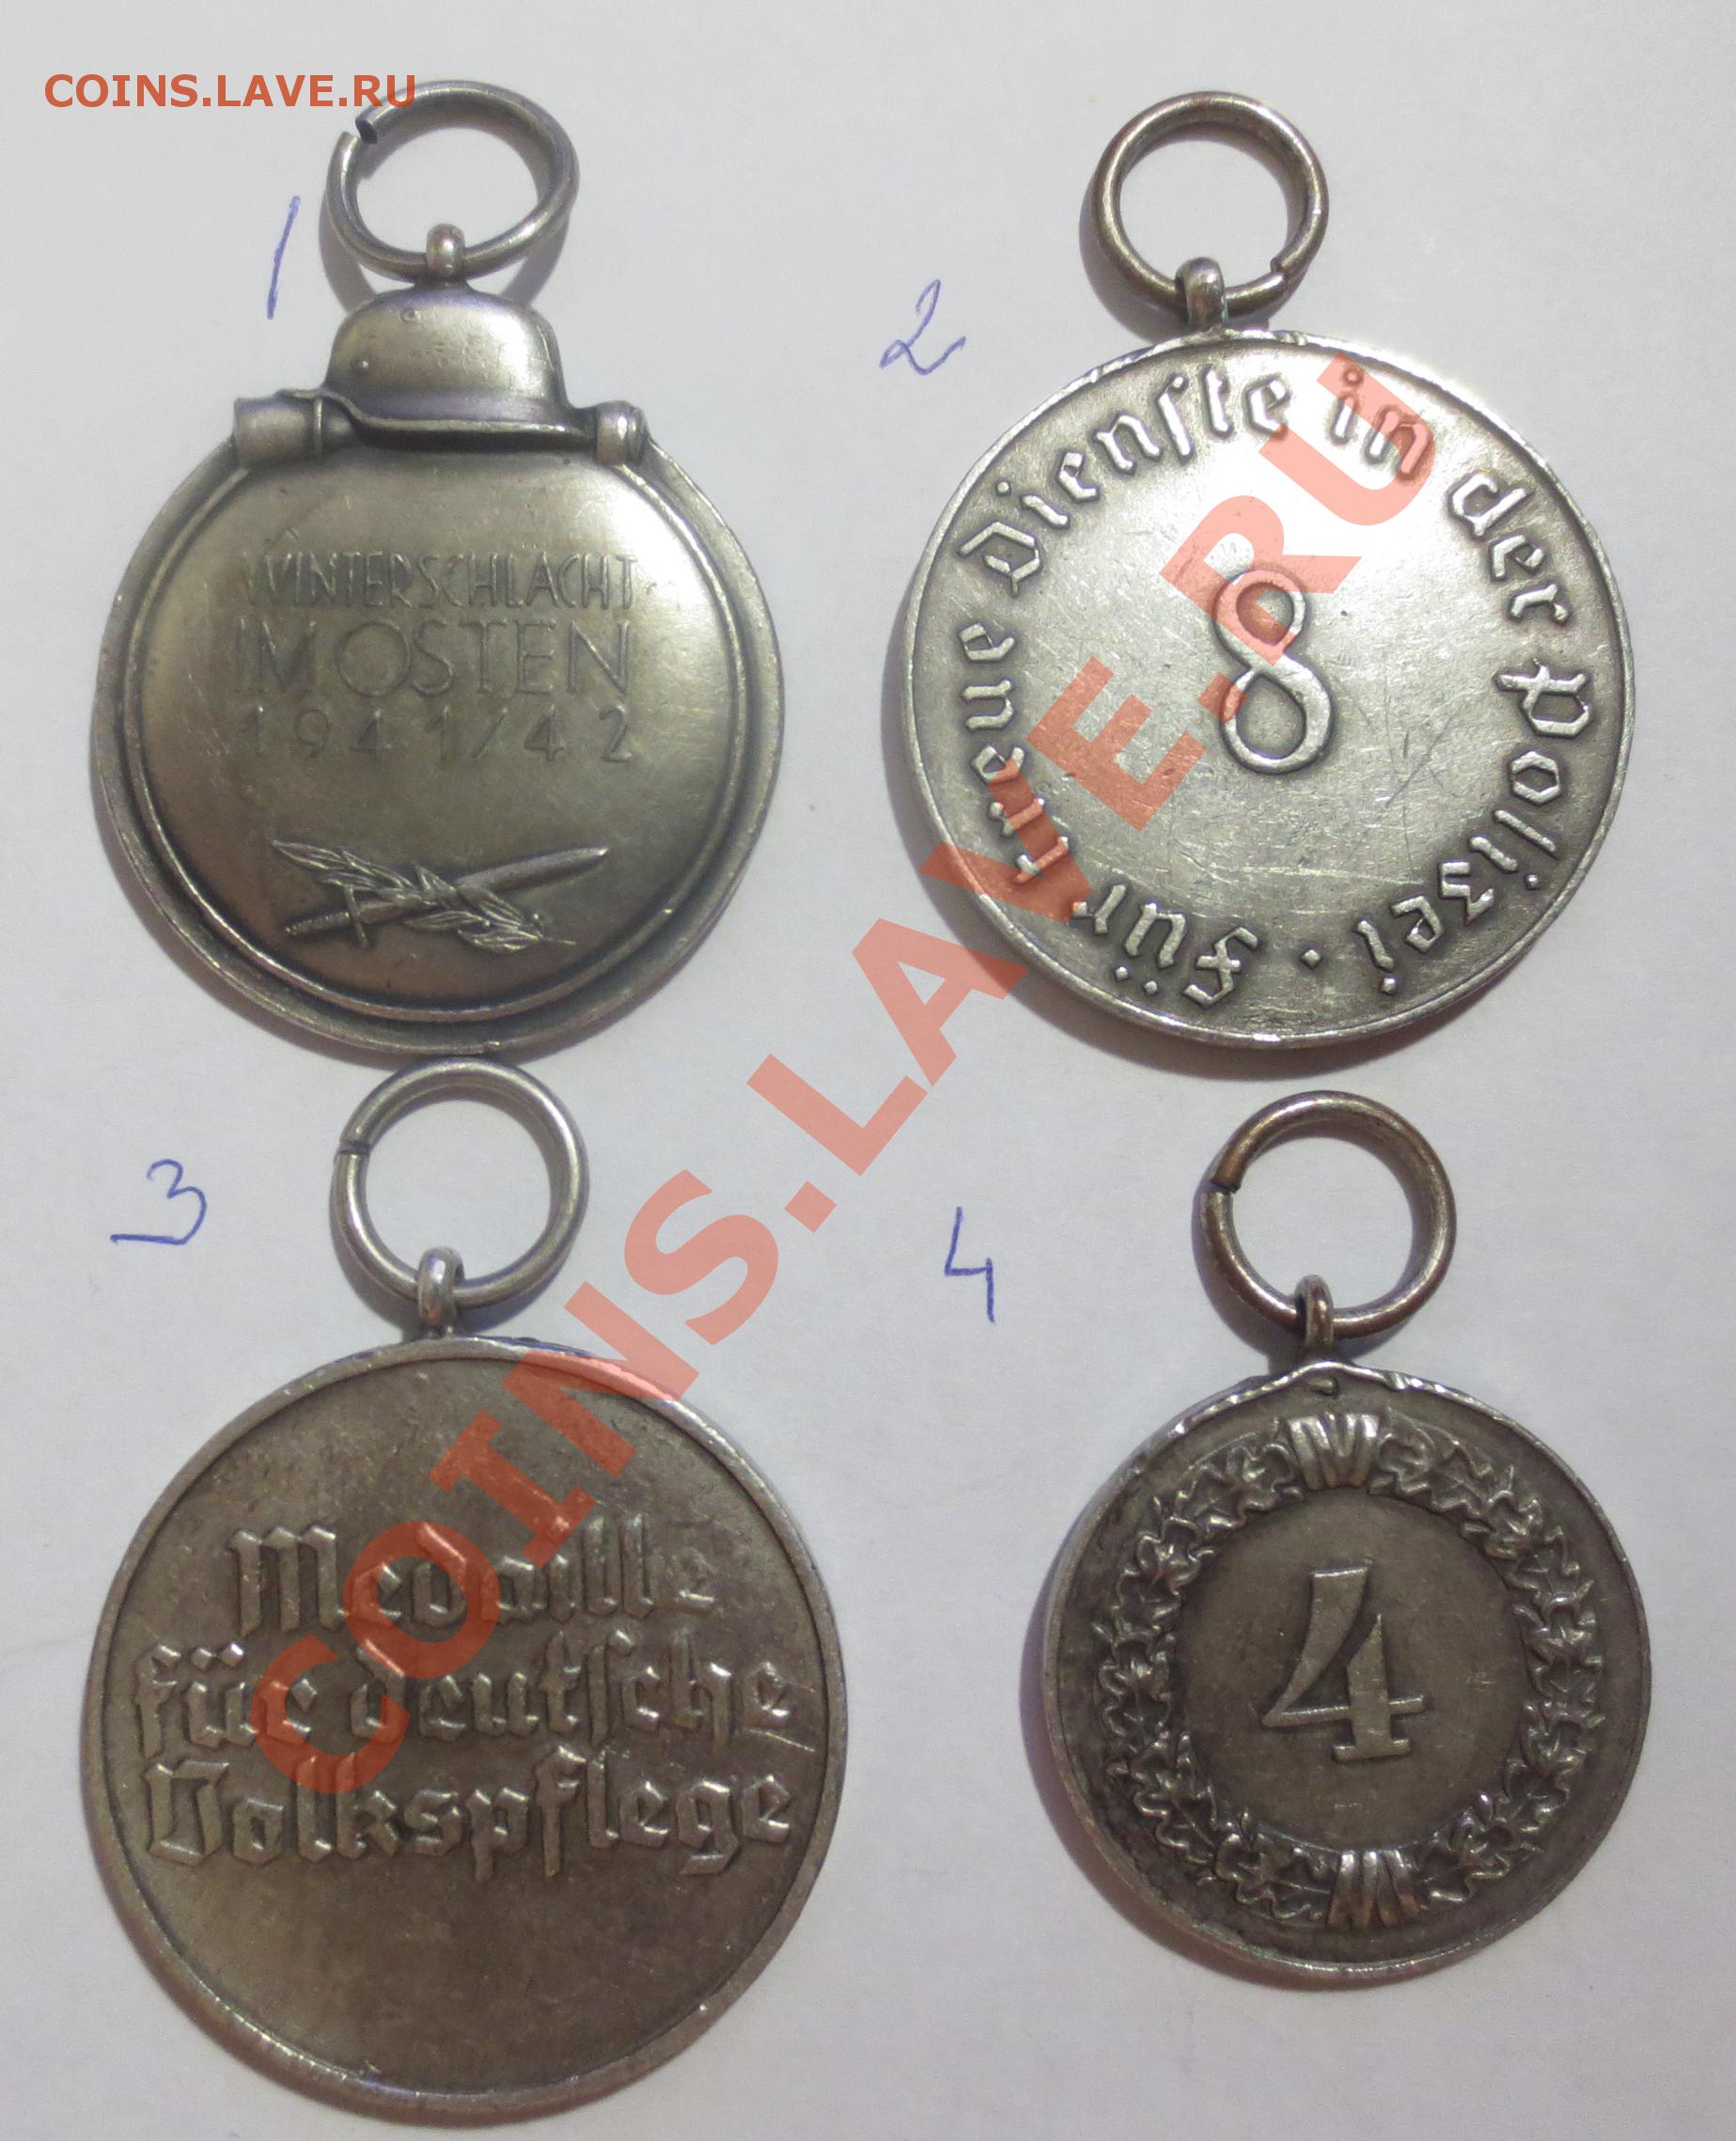 COINS.LAVE.RU
1
WINTERSCHLACHT
IM OSTEN
1941/42
2
Für treue Dienste in der Polizei ·
8
3
Medaille
für deutsche
Volkspflege
4
4
COINS.LAVE.RU